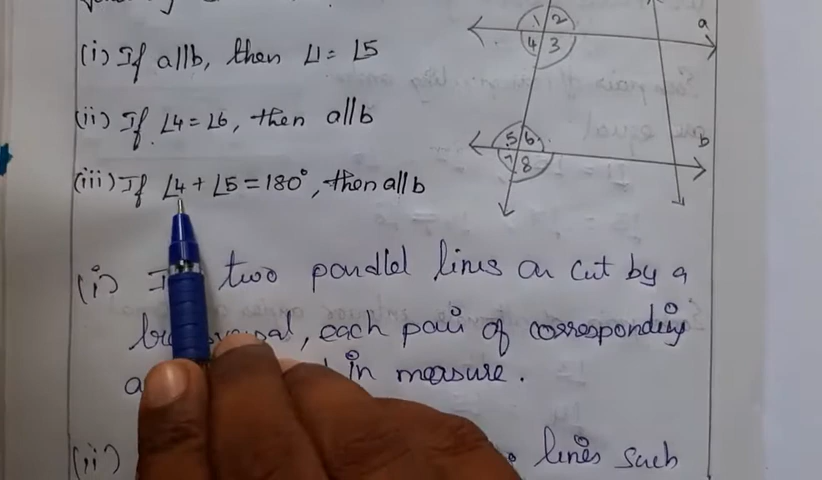 (i) If a||b, then ∠1 = ∠5
(ii) If ∠4 = ∠6, then a||b
(iii) If ∠4 + ∠5 = 180°, then a||b
1 2
4 3
a
5 6
7 8
b
(i) two parallel lines are cut by a
, each pair of corresponding
in measure.
(ii) lines such